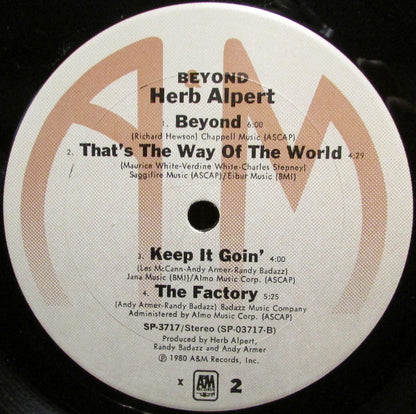 BEYOND
Herb Alpert
1. Beyond 6:00
(Richard Hewson) Chappell Music (ASCAP)
2. That's The Way Of The World 4:29
(Maurice White-Verdine White-Charles Stepney)
Saggifire Music (ASCAP)/Eibur Music (BMI]
3. Keep It Goin' 4:00
(Les McCann-Andy Armer-Randy Badazz)
Jana Music (BMI)/Almo Music Corp. (ASCAP)
4. The Factory 5:25
(Andy Armer-Randy Badazz) Badazz Music Company
Administered by Almo Music Corp. (ASCAP)
SP-3717/Stereo (SP-03717-B)
Produced by Herb Alpert,
Randy Badazz and Andy Armer
℗ 1980 A&M Records, Inc.
x A&M 2